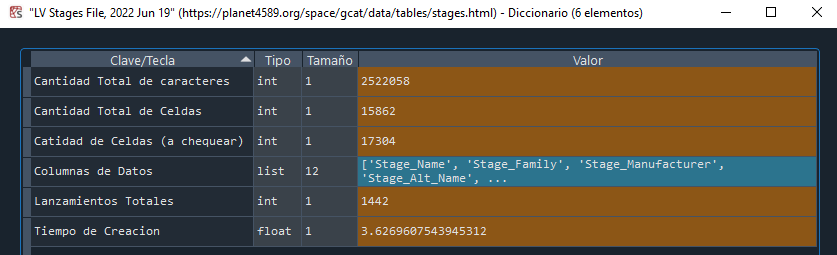 "LV Stages File, 2022 Jun 19" (https://planet4589.org/space/gcat/data/tables/stages.html) - Diccionario (6 elementos)
Clave/Tecla Tipo Tamaño Valor
Cantidad Total de caracteres int 1 2522058
Cantidad Total de Celdas int 1 15862
Catidad de Celdas (a chequear) int 1 17304
Columnas de Datos list 12 ['Stage_Name', 'Stage_Family', 'Stage_Manufacturer',
'Stage_Alt_Name', ...
Lanzamientos Totales int 1 1442
Tiempo de Creacion float 1 3.6269607543945312